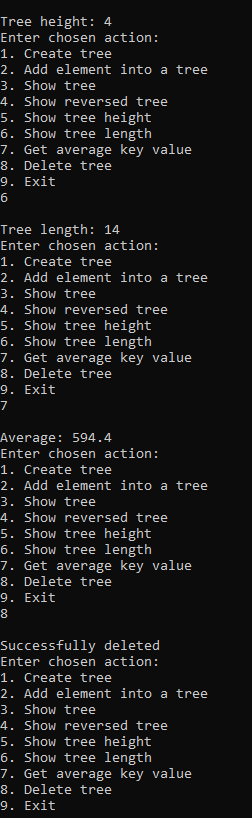 Tree height: 4
Enter chosen action:
1. Create tree
2. Add element into a tree
3. Show tree
4. Show reversed tree
5. Show tree height
6. Show tree length
7. Get average key value
8. Delete tree
9. Exit
6
Tree length: 14
Enter chosen action:
1. Create tree
2. Add element into a tree
3. Show tree
4. Show reversed tree
5. Show tree height
6. Show tree length
7. Get average key value
8. Delete tree
9. Exit
7
Average: 594.4
Enter chosen action:
1. Create tree
2. Add element into a tree
3. Show tree
4. Show reversed tree
5. Show tree height
6. Show tree length
7. Get average key value
8. Delete tree
9. Exit
8
Successfully deleted
Enter chosen action:
1. Create tree
2. Add element into a tree
3. Show tree
4. Show reversed tree
5. Show tree height
6. Show tree length
7. Get average key value
8. Delete tree
9. Exit